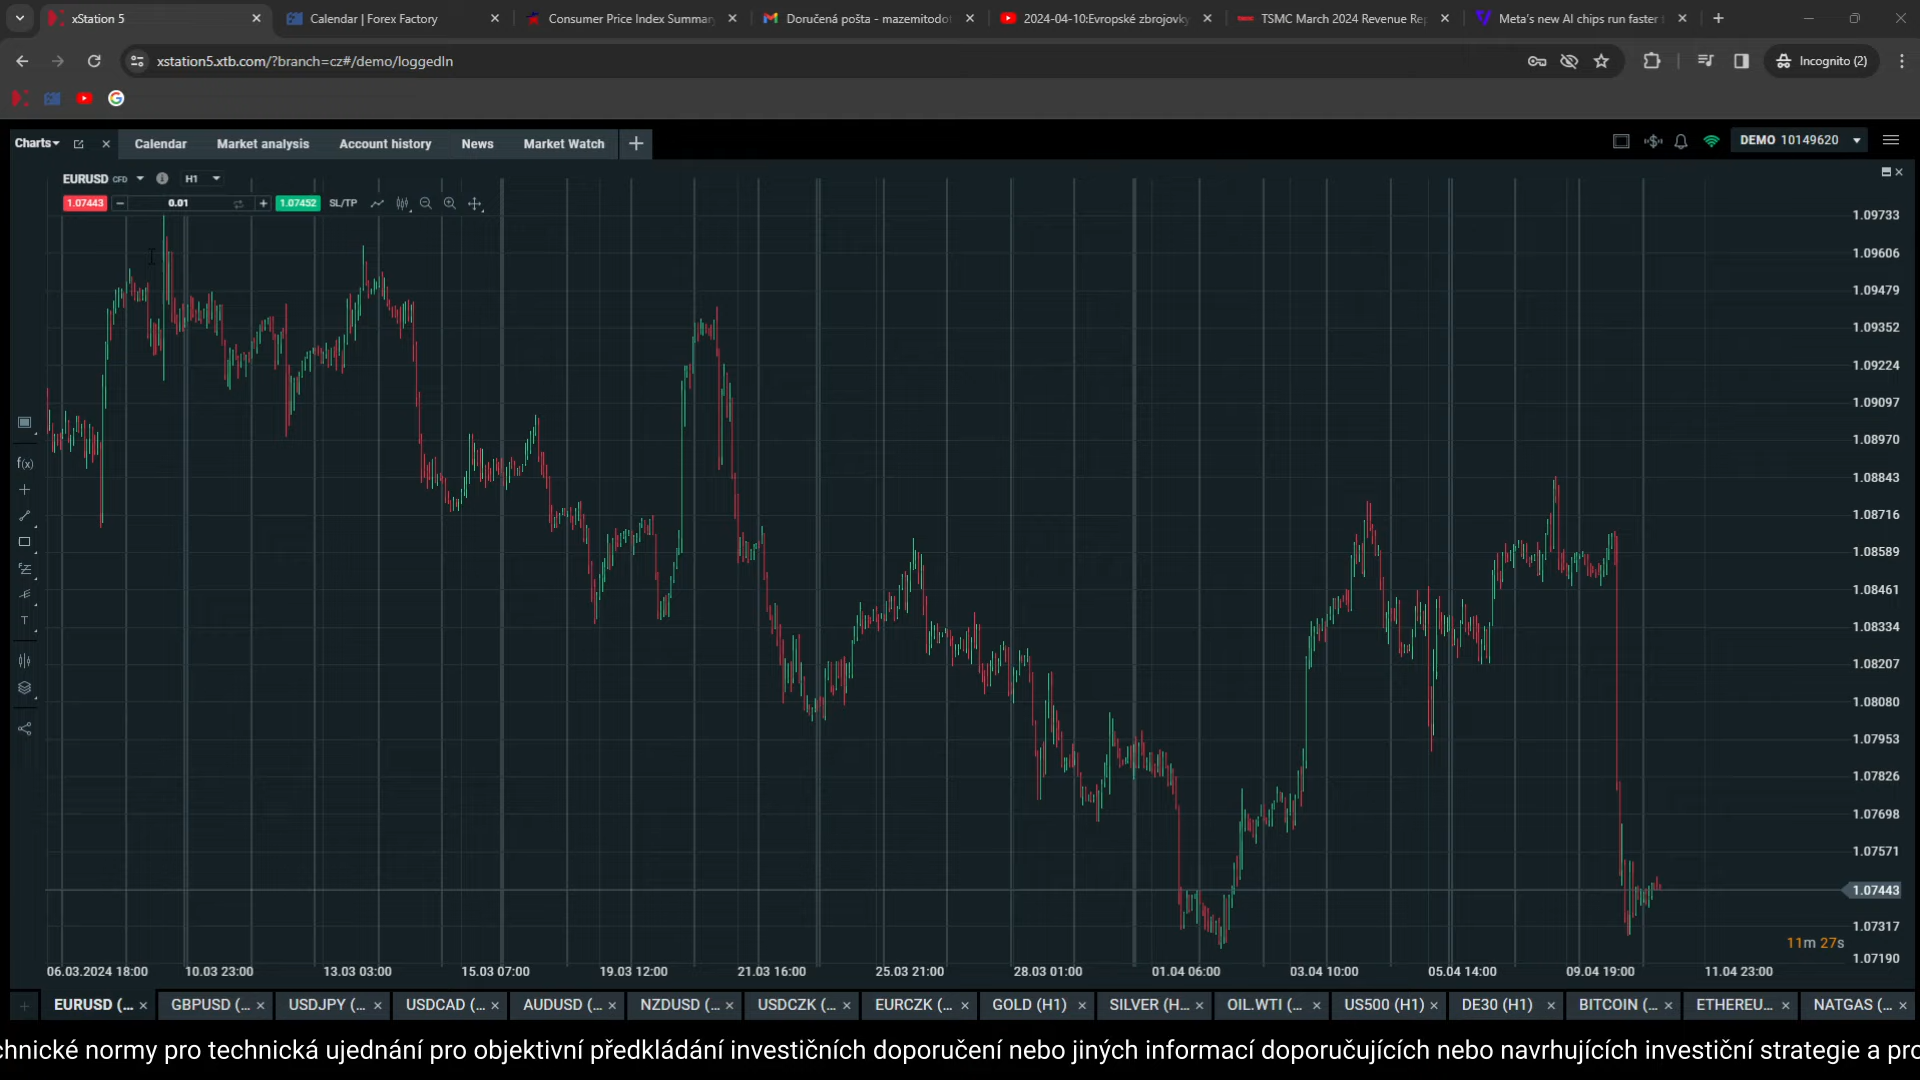 xStation 5
Calendar | Forex Factory
Consumer Price Index Summary
Doručená pošta - mazemitodo
2024-04-10:Evropské zbrojovky
TSMC March 2024 Revenue Re
Meta's new AI chips run faster
xstation5.xtb.com/?branch=cz#/demo/loggedIn
Incognito (2)
Charts
Calendar
Market analysis
Account history
News
Market Watch
DEMO 10149620
EURUSD CFD
H1
1.07443
0.01
1.07452
SL/TP
1.09733
1.09606
1.09479
1.09352
1.09224
1.09097
1.08970
1.08843
1.08716
1.08589
1.08461
1.08334
1.08207
1.08080
1.07953
1.07826
1.07698
1.07571
1.07443
1.07317
1.07190
f(x)
T
11m 27s
06.03.2024 18:00
10.03 23:00
13.03 03:00
15.03 07:00
19.03 12:00
21.03 16:00
25.03 21:00
28.03 01:00
01.04 06:00
03.04 10:00
05.04 14:00
09.04 19:00
11.04 23:00
EURUSD (...
GBPUSD (...
USDJPY (...
USDCAD (...
AUDUSD (...
NZDUSD (...
USDCZK (...
EURCZK (...
GOLD (H1)
SILVER (H...
OIL.WTI (...
US500 (H1)
DE30 (H1)
BITCOIN (...
ETHEREU...
NATGAS (...
chnické normy pro technická ujednání pro objektivní předkládání investičních doporučení nebo jiných informací doporučujících nebo navrhujících investiční strategie a pro